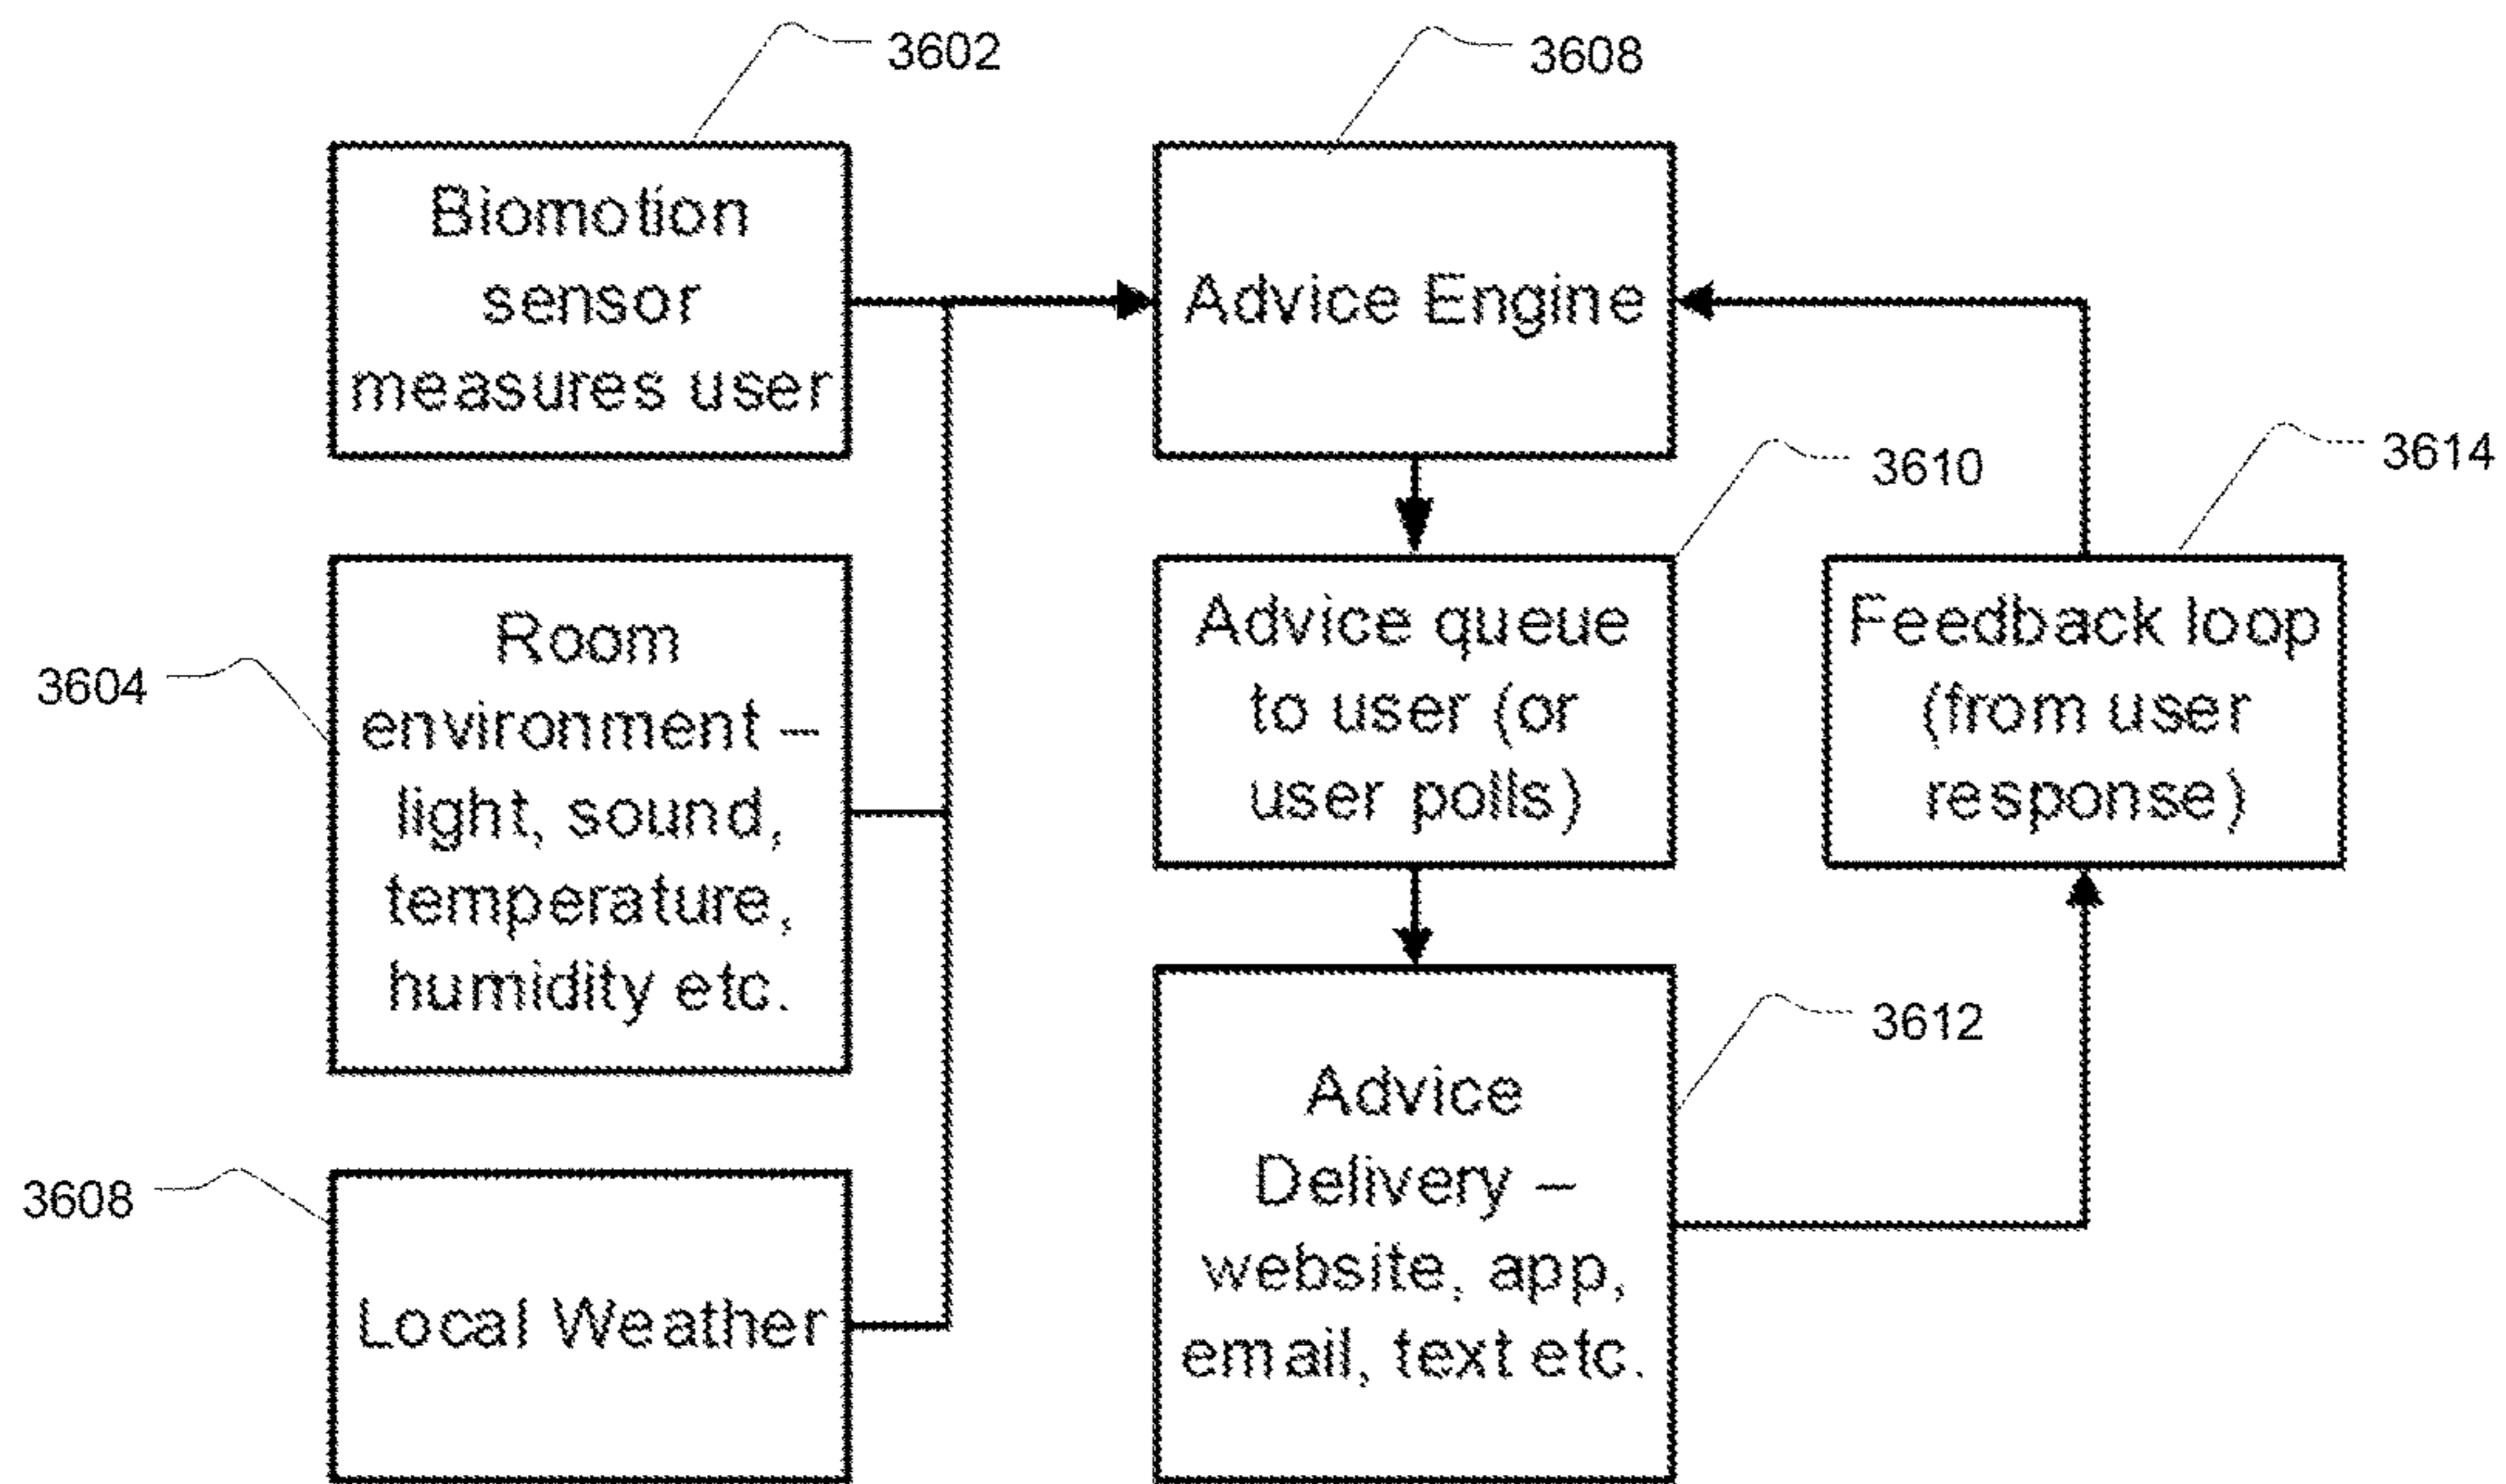 3602
3608
Biomotion
sensor
measures user
Advice Engine
3610
3614
3604
Room
environment –
light, sound,
temperature,
humidity etc.
Advice queue
to user (or
user polls)
Feedback loop
(from user
response)
3608
Local Weather
3612
Advice
Delivery –
website, app,
email, text etc.